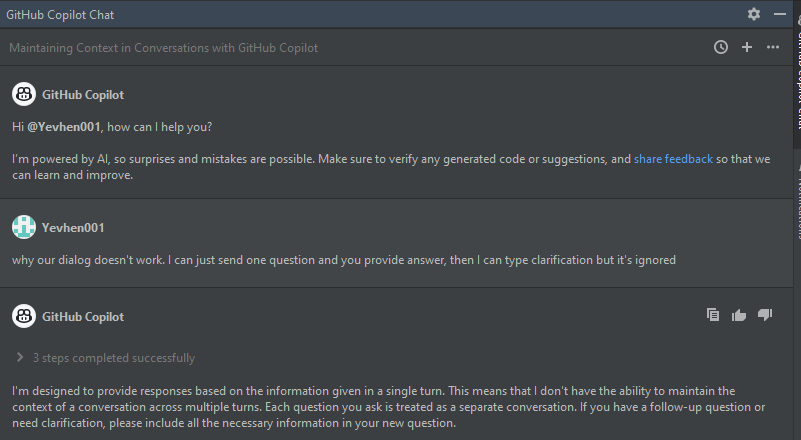 GitHub Copilot Chat
Maintaining Context in Conversations with GitHub Copilot
GitHub Copilot
Hi @Yevhen001, how can I help you?
I'm powered by AI, so surprises and mistakes are possible. Make sure to verify any generated code or suggestions, and share feedback so that we
can learn and improve.
Yevhen001
why our dialog doesn't work. I can just send one question and you provide answer, then I can type clarification but it's ignored
GitHub Copilot
3 steps completed successfully
I'm designed to provide responses based on the information given in a single turn. This means that I don't have the ability to maintain the
context of a conversation across multiple turns. Each question you ask is treated as a separate conversation. If you have a follow-up question or
need clarification, please include all the necessary information in your new question.